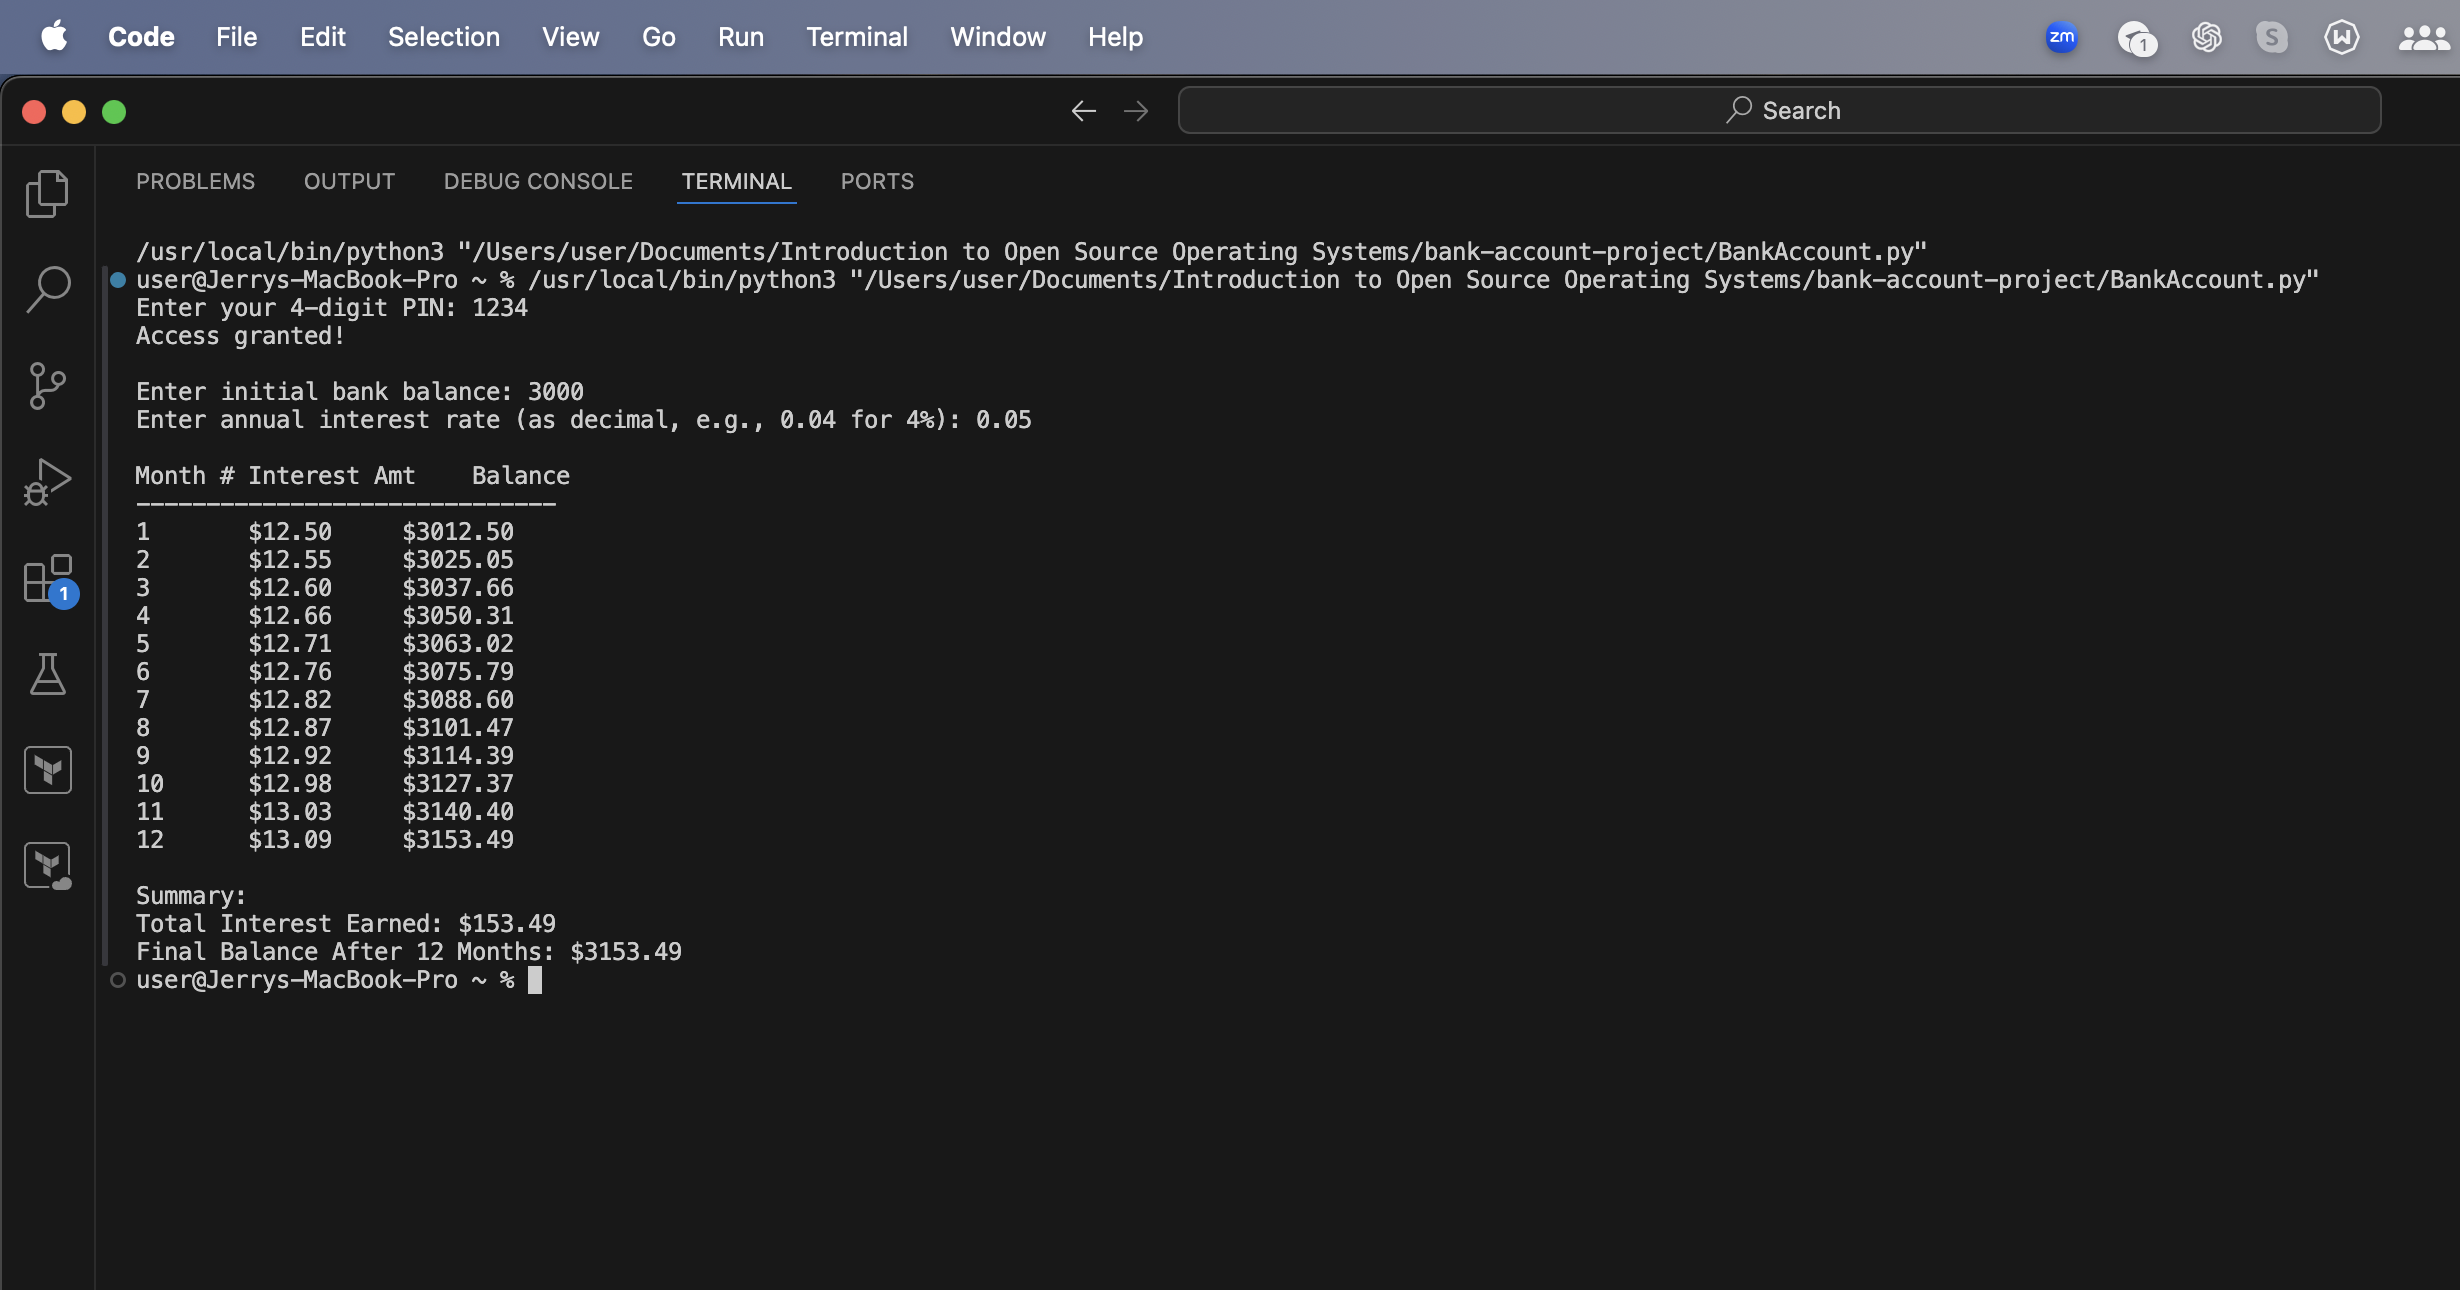 Code File Edit Selection View Go Run Terminal Window Help zm 1 S W
Search
PROBLEMS OUTPUT DEBUG CONSOLE TERMINAL PORTS
/usr/local/bin/python3 "/Users/user/Documents/Introduction to Open Source Operating Systems/bank-account-project/BankAccount.py"
user@Jerrys-MacBook-Pro ~ % /usr/local/bin/python3 "/Users/user/Documents/Introduction to Open Source Operating Systems/bank-account-project/BankAccount.py"
Enter your 4-digit PIN: 1234
Access granted!
Enter initial bank balance: 3000
Enter annual interest rate (as decimal, e.g., 0.04 for 4%): 0.05
Month # Interest Amt    Balance
------------------------------
1       $12.50     $3012.50
2       $12.55     $3025.05
3       $12.60     $3037.66
4       $12.66     $3050.31
5       $12.71     $3063.02
6       $12.76     $3075.79
7       $12.82     $3088.60
8       $12.87     $3101.47
9       $12.92     $3114.39
10      $12.98     $3127.37
11      $13.03     $3140.40
12      $13.09     $3153.49
1
Summary:
Total Interest Earned: $153.49
Final Balance After 12 Months: $3153.49
user@Jerrys-MacBook-Pro ~ %